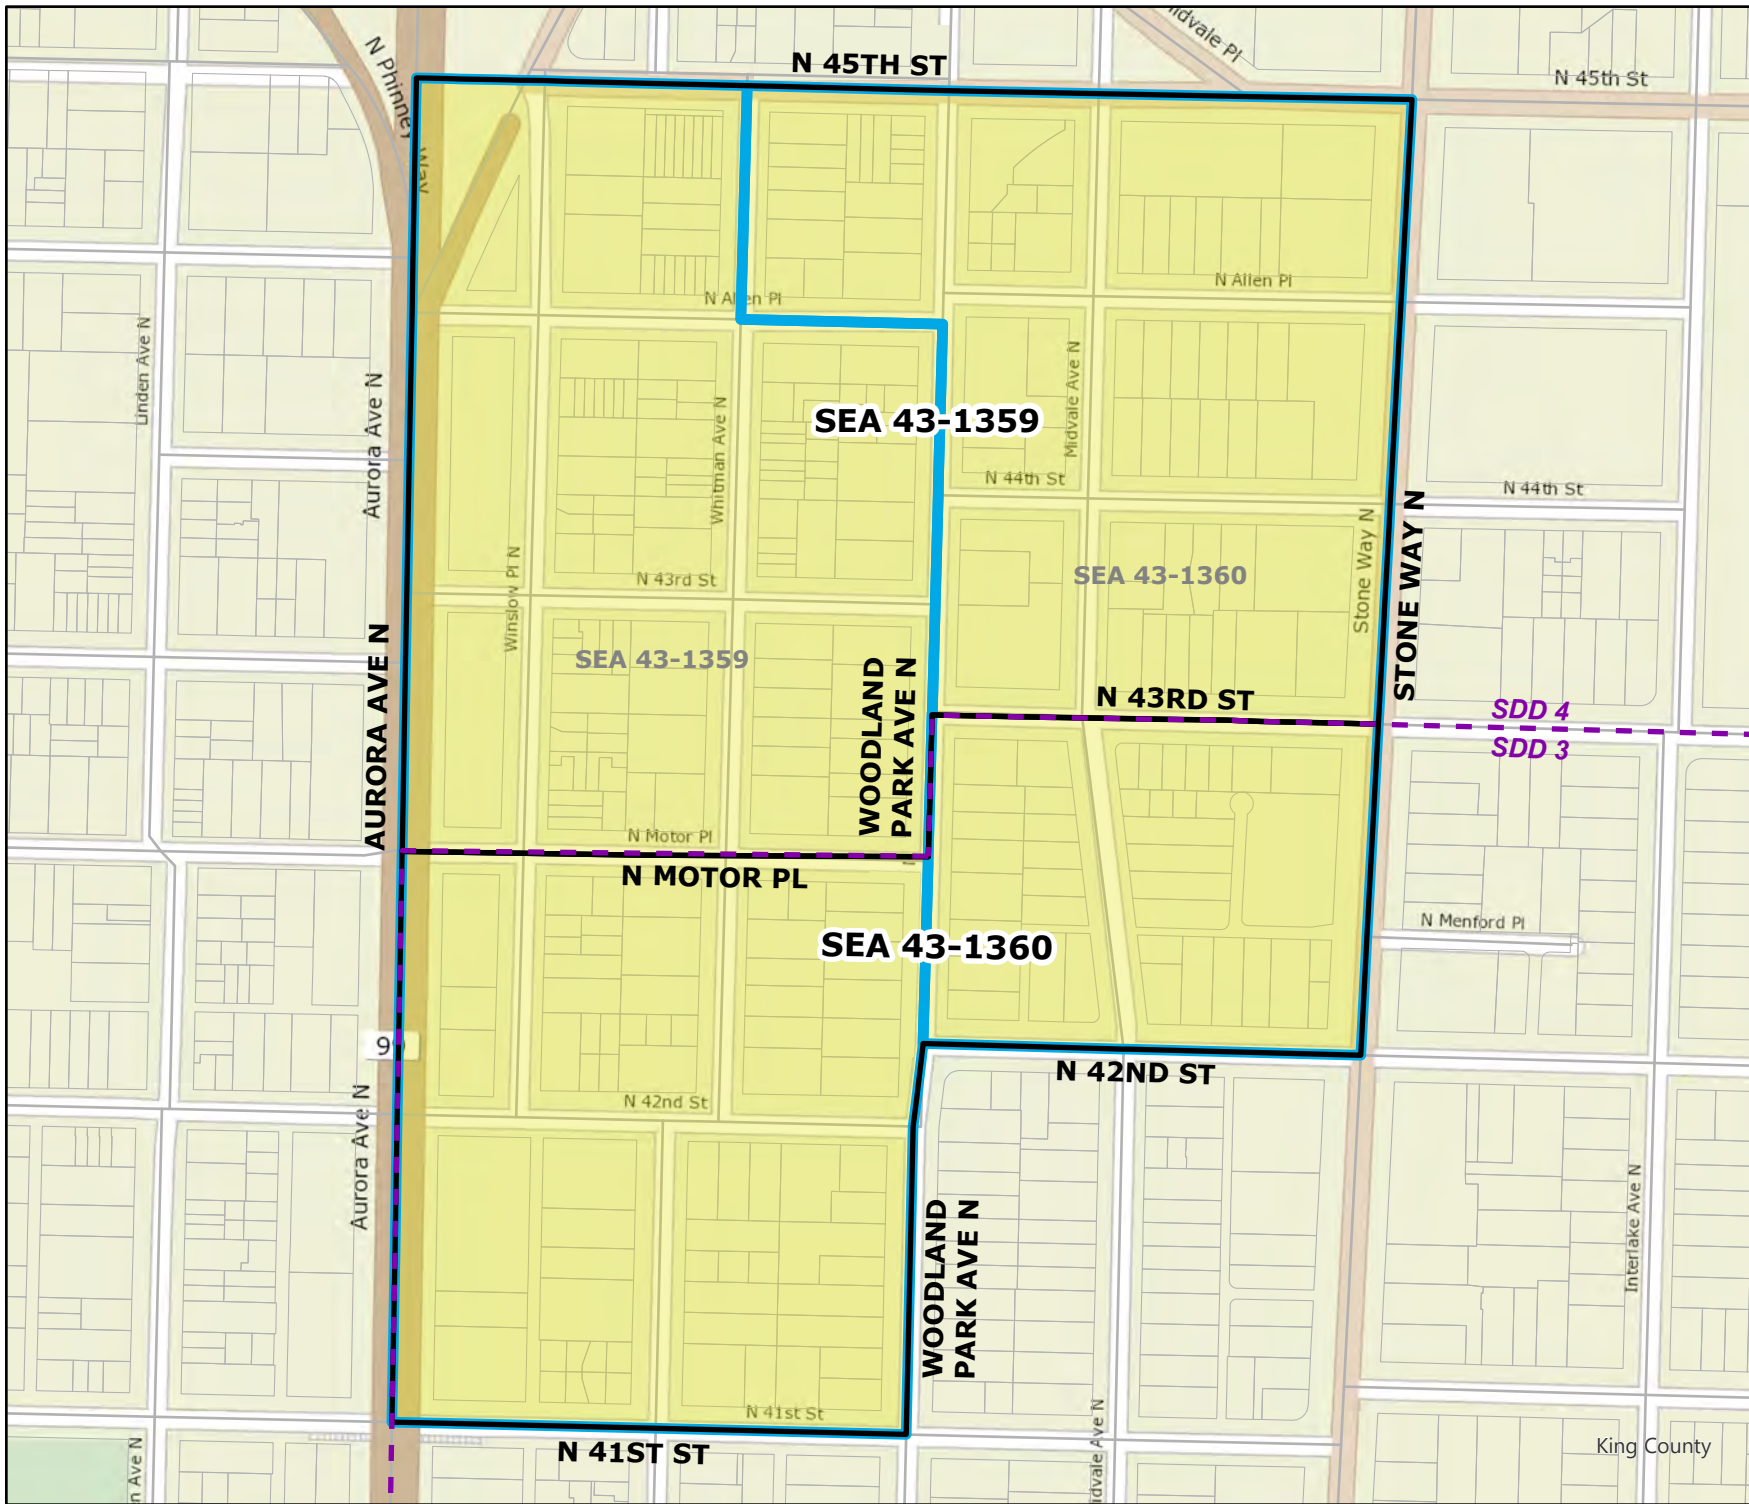 N Phinney
Way
N 45TH ST
Midvale Pl
N 45th St
N Allen Pl
N Allen Pl
Linden Ave N
Aurora Ave N
Whitman Ave N
Midvale Ave N
SEA 43-1359
N 44th St
N 44th St
Stone Way N
STONE WAY N
SEA 43-1360
N 43rd St
Winslow Pl N
SEA 43-1359
AURORA AVE N
WOODLAND
PARK AVE N
N 43RD ST
SDD 4
SDD 3
N Motor Pl
N MOTOR PL
N Menford Pl
SEA 43-1360
9
N 42ND ST
N 42nd St
Aurora Ave N
WOODLAND
PARK AVE N
Interlake Ave N
N 41st St
N 41ST ST
n Ave N
idvale Ave N
King County